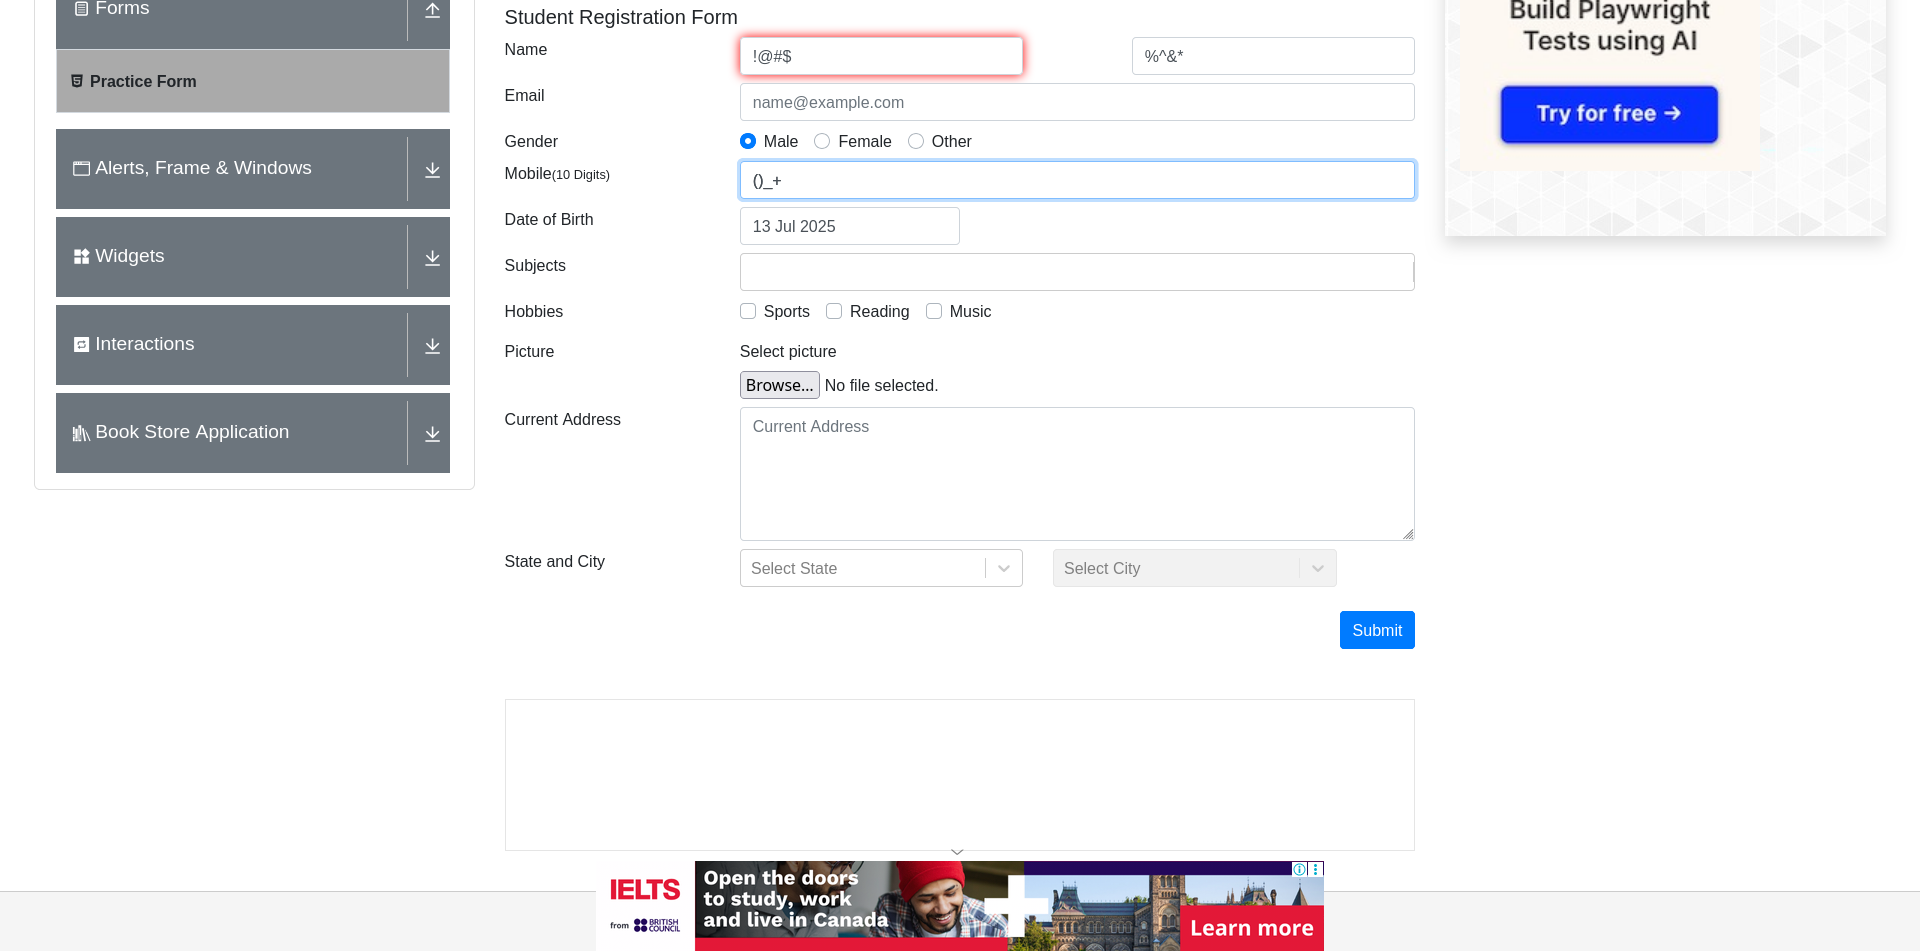 Forms
Practice Form
Alerts, Frame & Windows
Widgets
Interactions
Book Store Application
Student Registration Form
Name
!@#$
%^&*
Email
name@example.com
Gender
Male
Female
Other
Mobile(10 Digits)
()_+
Date of Birth
13 Jul 2025
Subjects
Hobbies
Sports
Reading
Music
Picture
Select picture
Browse...
No file selected.
Current Address
Current Address
State and City
Select State
Select City
Submit
Build Playwright
Tests using AI
Try for free →
IELTS
from BRITISH COUNCIL
Open the doors
to study, work
and live in Canada
Learn more